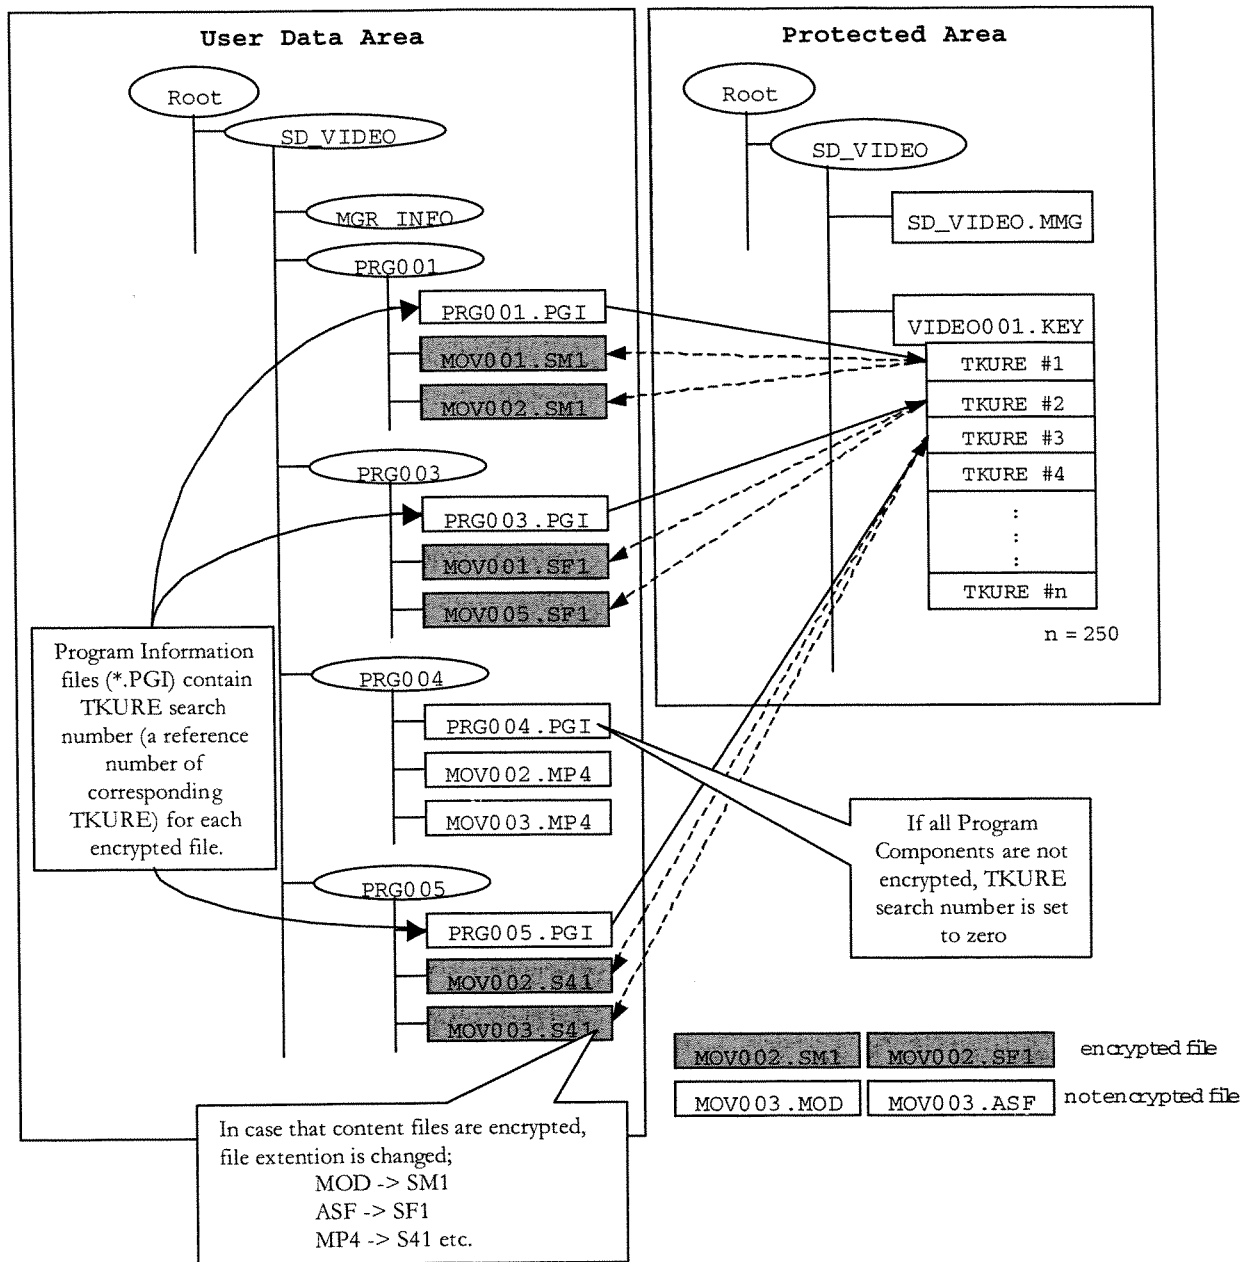 User Data Area
Root
SD_VIDEO
MGR_INFO
PRG001
PRG001.PGI
MOV001.SM1
MOV002.SM1
PRG003
PRG003.PGI
MOV001.SF1
MOV005.SF1
Program Information
files (*.PGI) contain
TKURE search
number (a reference
number of
corresponding
TKURE) for each
encrypted file.
PRG004
PRG004.PGI
MOV002.MP4
MOV003.MP4
PRG005
PRG005.PGI
MOV002.S41
MOV003.S41
In case that content files are encrypted,
file extention is changed;
MOD -> SM1
ASF -> SF1
MP4 -> S41 etc.
Protected Area
Root
SD_VIDEO
SD_VIDEO.MMG
VIDEO001.KEY
TKURE #1
TKURE #2
TKURE #3
TKURE #4
:
:
TKURE #n
n = 250
If all Program
Components are not
encrypted, TKURE
search number is set
to zero
MOV002.SM1 MOV002.SF1 encrypted file
MOV003.MOD MOV003.ASF not encrypted file